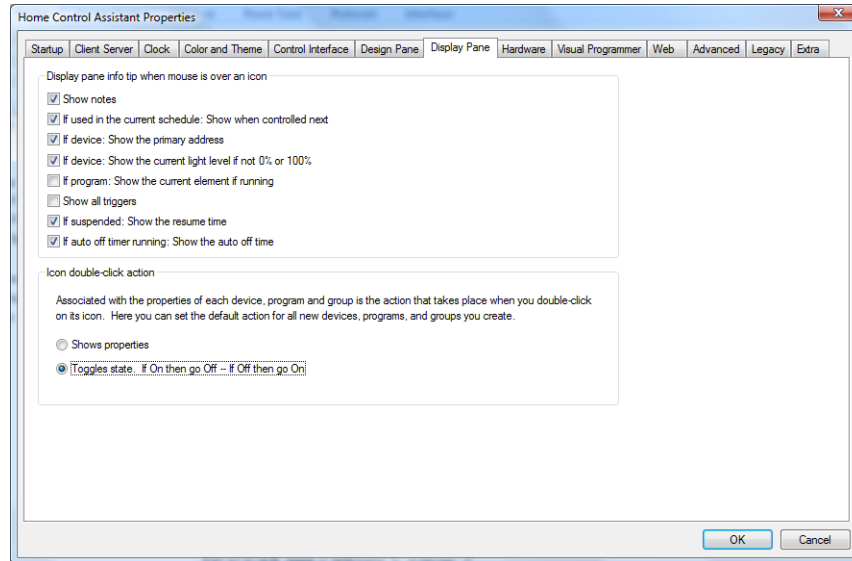 Home Control Assistant Properties
Startup Client Server Clock Color and Theme Control Interface Design Pane Display Pane Hardware Visual Programmer Web Advanced Legacy Extra
Display pane info tip when mouse is over an icon
Show notes
If used in the current schedule: Show when controlled next
If device: Show the primary address
If device: Show the current light level if not 0% or 100%
If program: Show the current element if running
Show all triggers
If suspended: Show the resume time
If auto off timer running: Show the auto off time
Icon double-click action
Associated with the properties of each device, program and group is the action that takes place when you double-click
on its icon. Here you can set the default action for all new devices, programs, and groups you create.
Shows properties
Toggles state. If On then go Off -- If Off then go On
OK Cancel